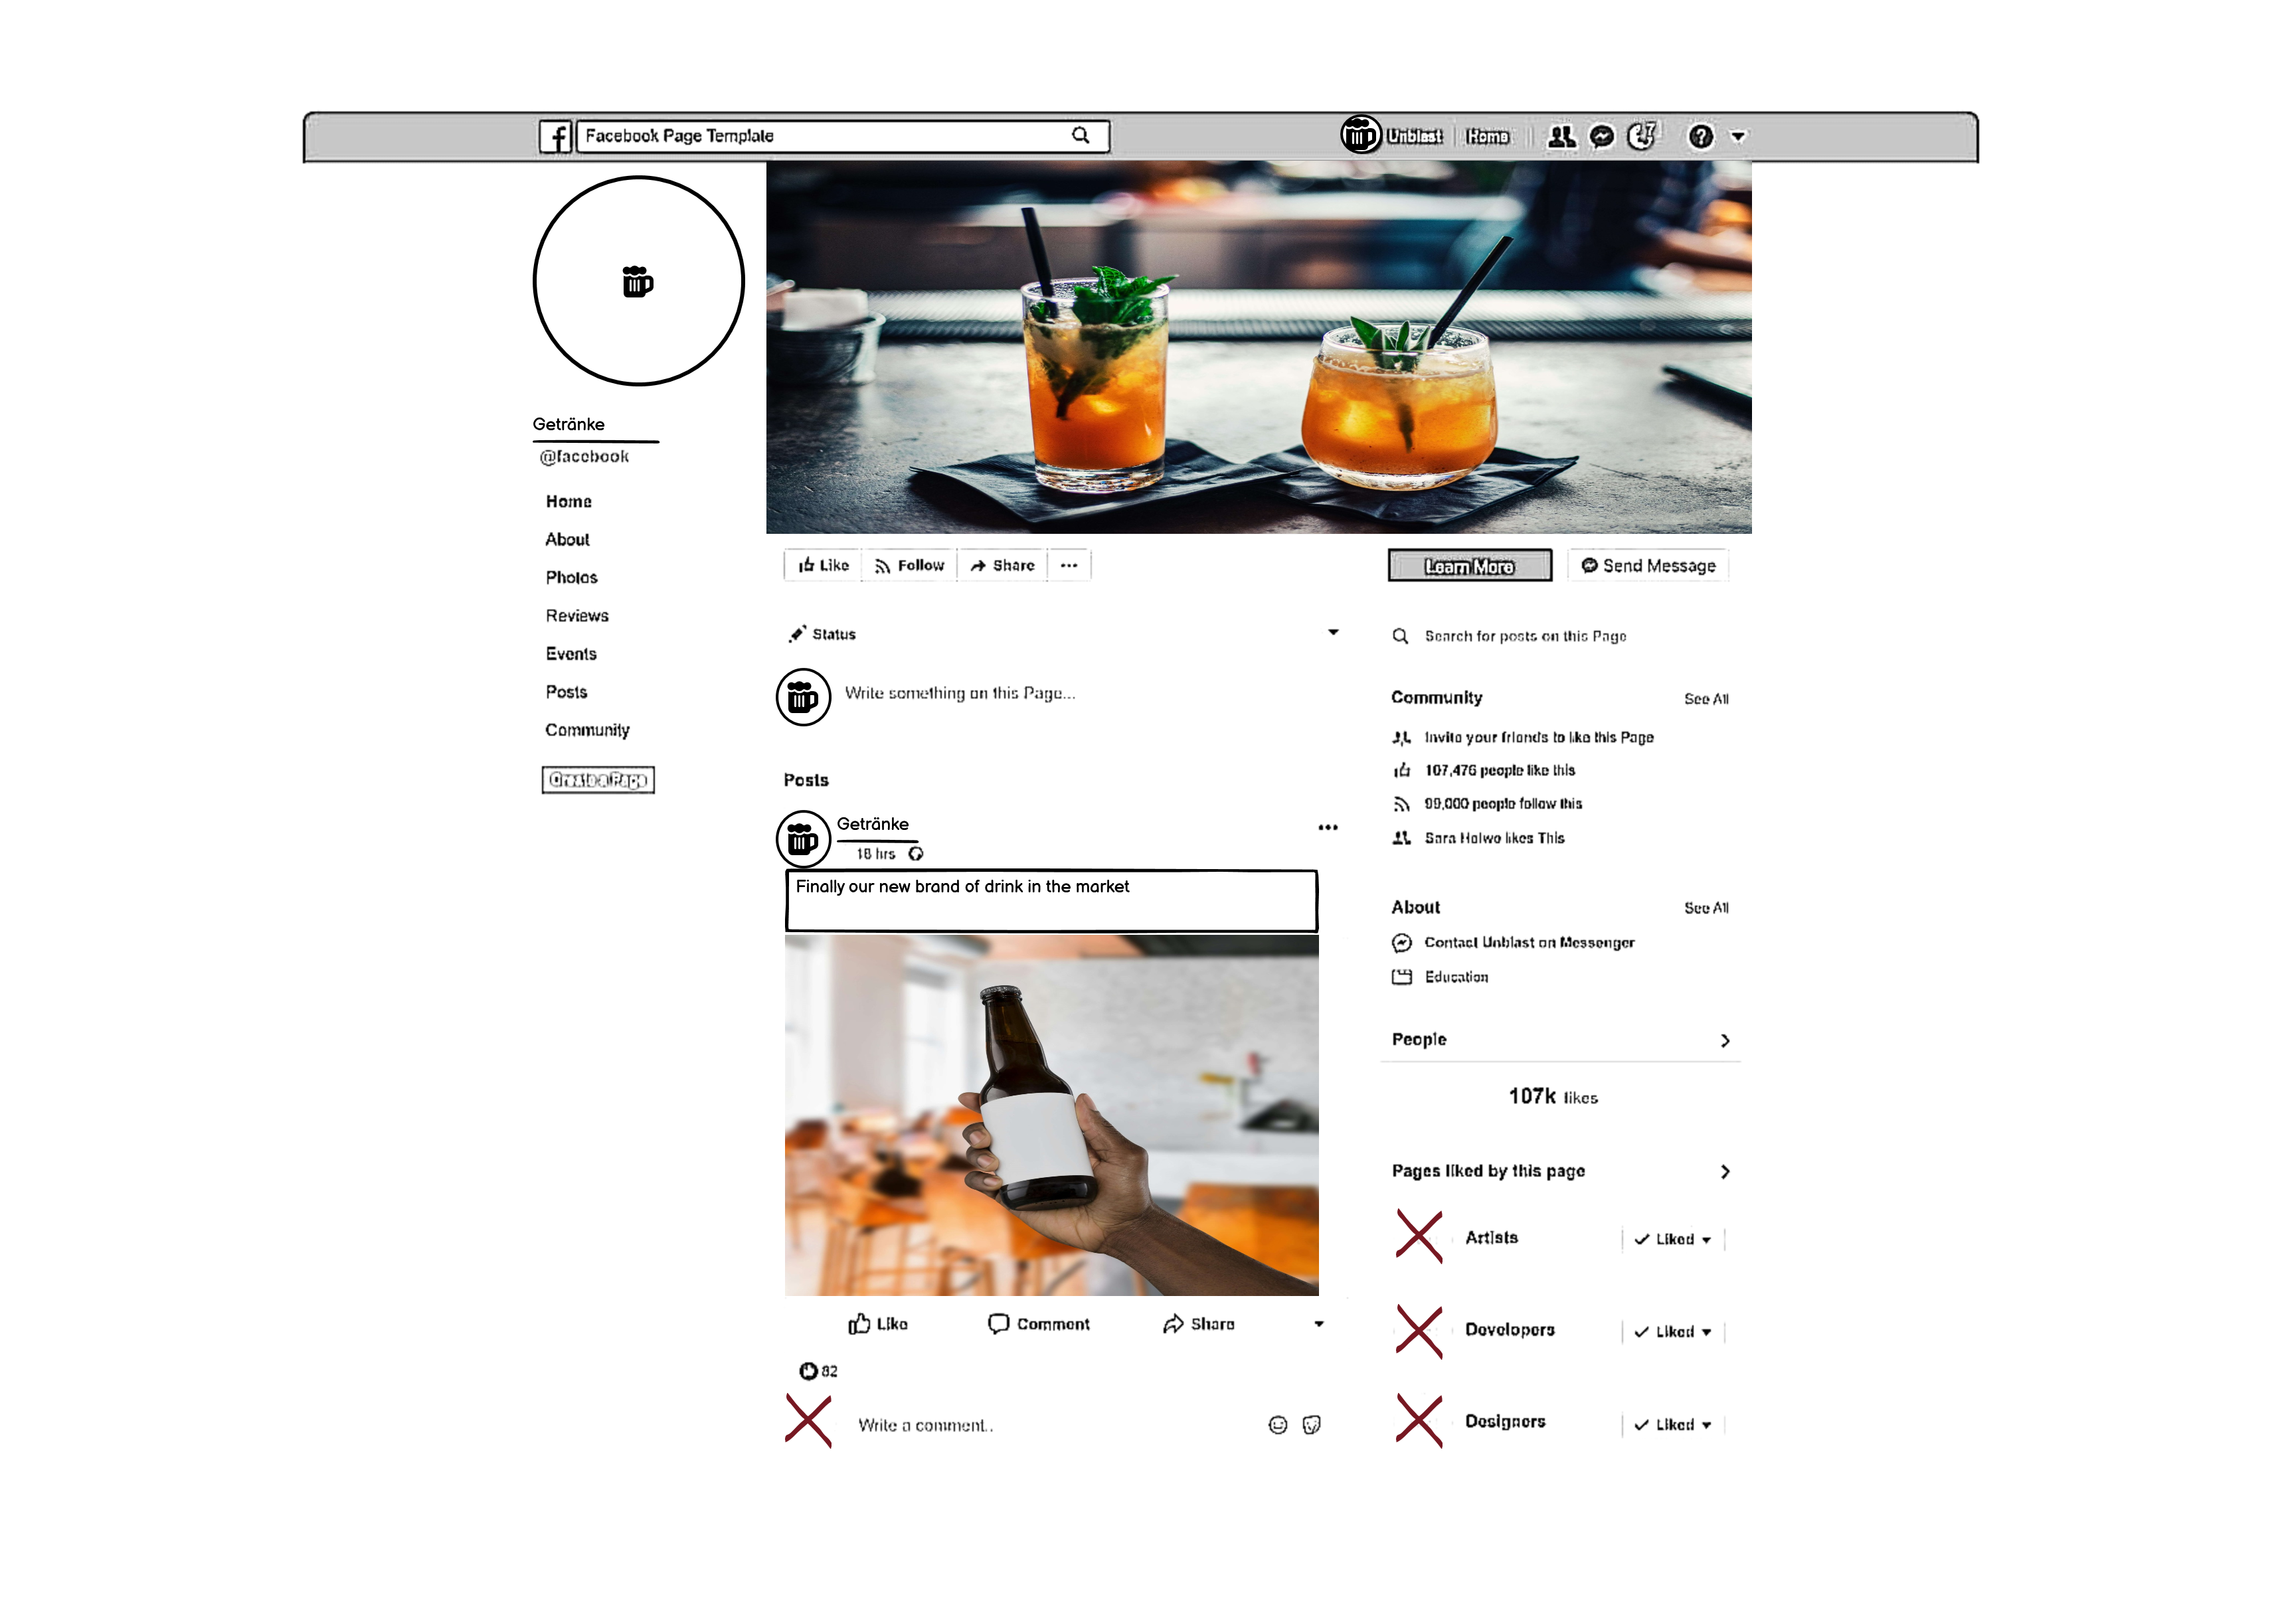 f Facebook Page Template
Unblast Home 7
Getränke
@facebook
Home
About
Photos
Reviews
Events
Posts
Community
Create a Page
Like Follow Share
Learn More Send Message
Status
Write something on this Page...
Posts
Getränke
18 hrs
Finally our new brand of drink in the market
Like Comment Share
82
Write a comment..
Search for posts on this Page
Community See All
Invite your friends to like this Page
107,476 people like this
99,000 people follow this
Sara Holwo likes This
About See All
Contact Unblast on Messenger
Education
People
107k likes
Pages liked by this page
Artists Liked
Developers Liked
Designers Liked